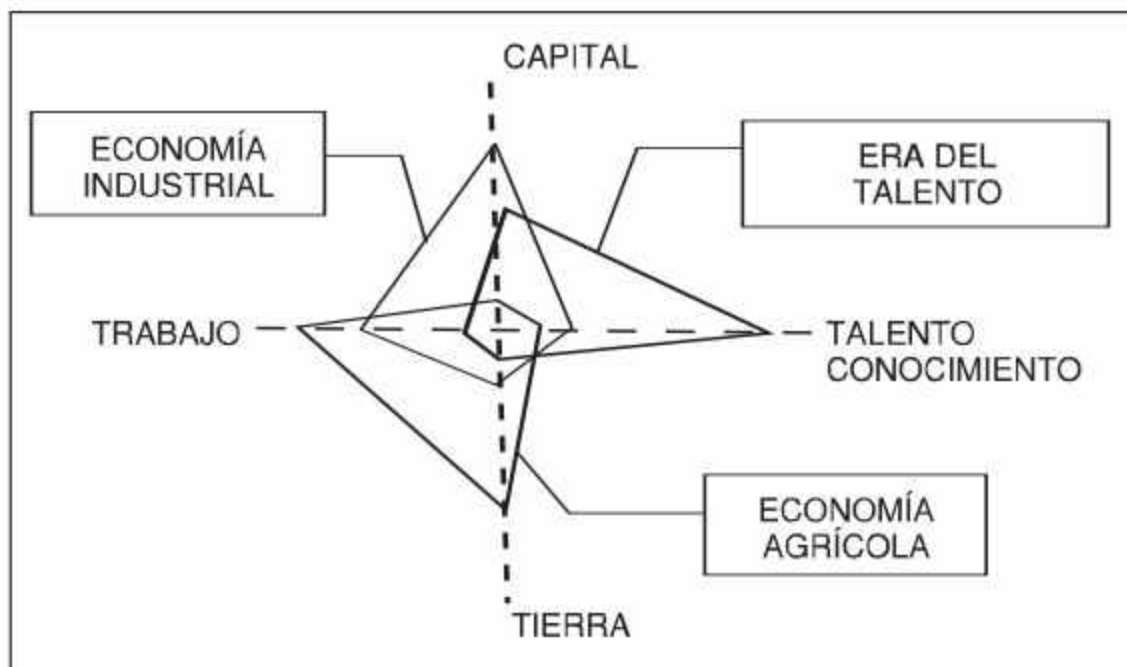 CAPITAL
ECONOMÍA
INDUSTRIAL
ERA DEL
TALENTO
TRABAJO
TALENTO
CONOCIMIENTO
ECONOMÍA
AGRÍCOLA
TIERRA